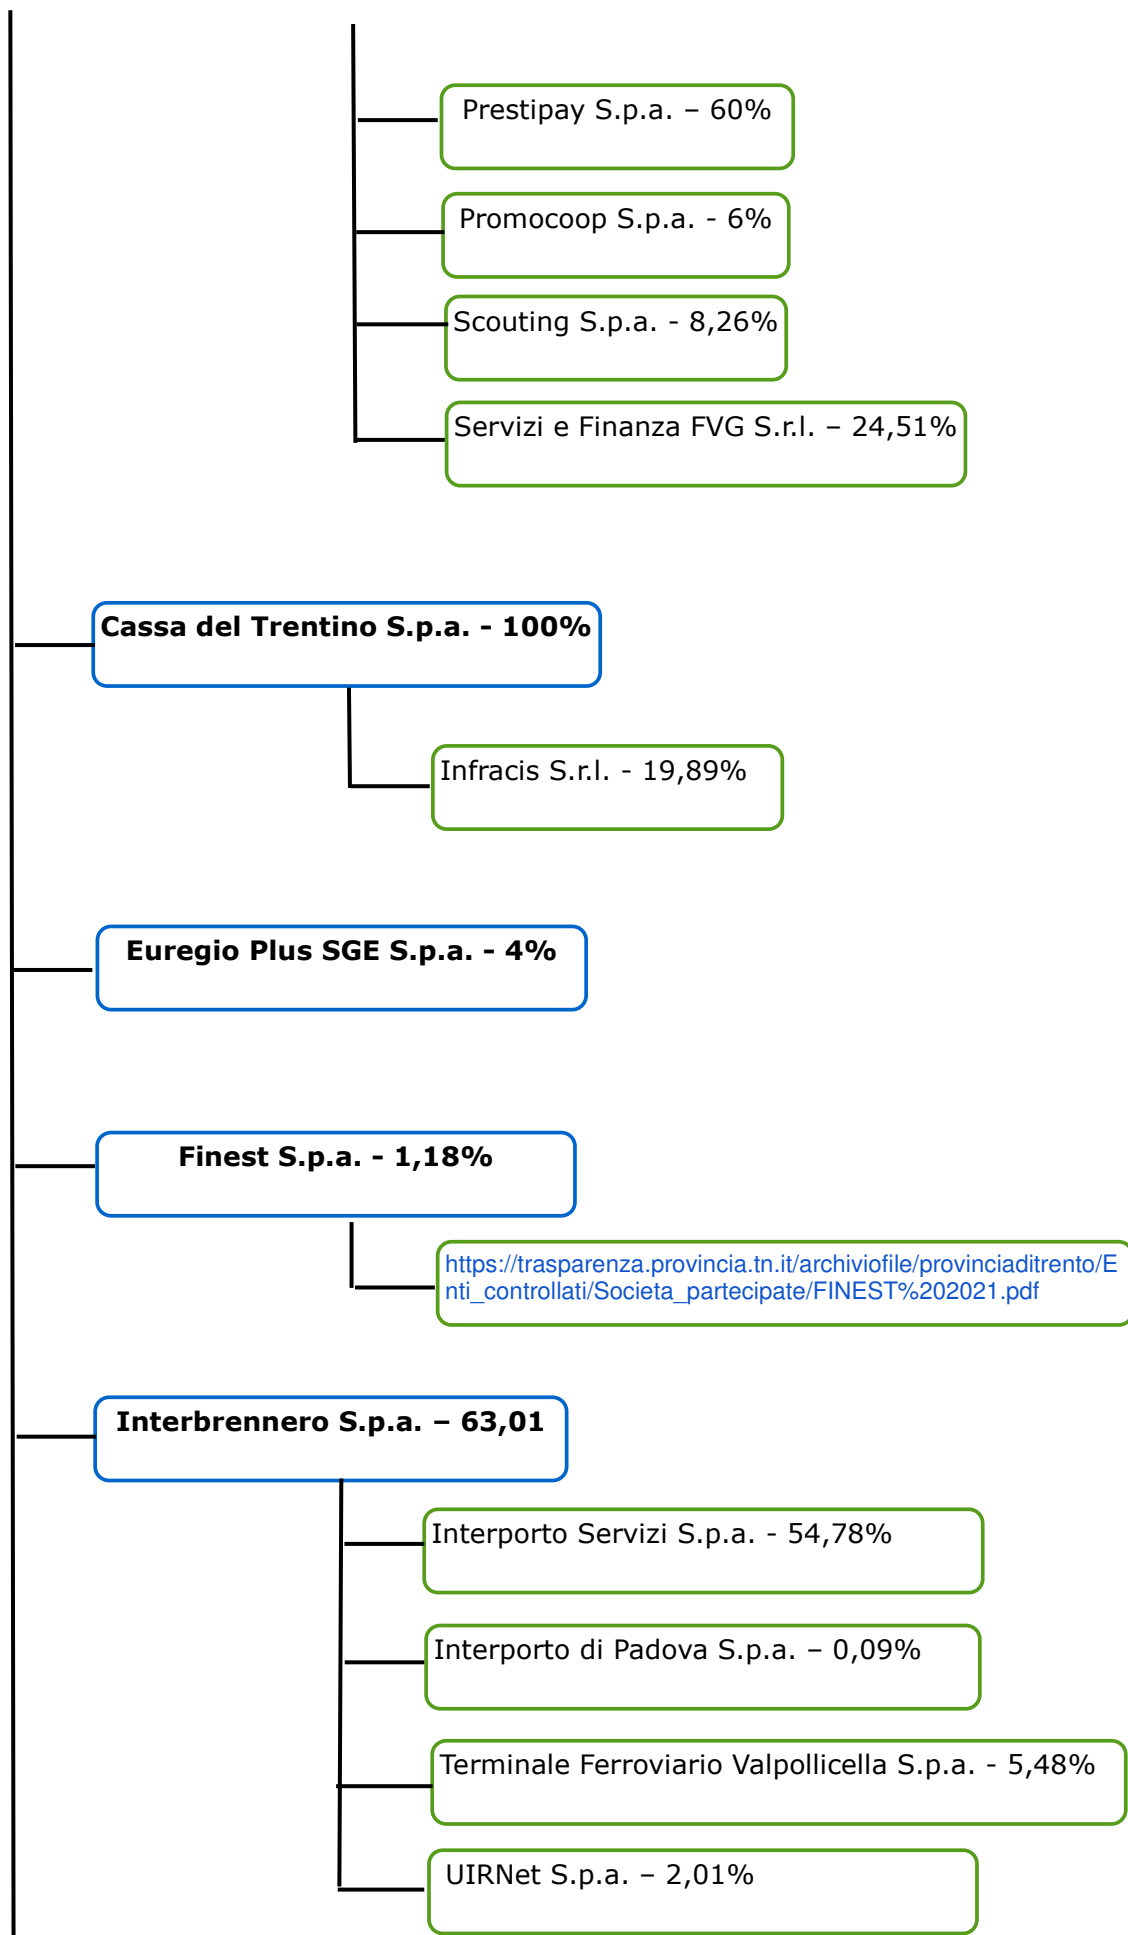 Prestipay S.p.a. – 60%
Promocoop S.p.a. - 6%
Scouting S.p.a. - 8,26%
Servizi e Finanza FVG S.r.l. – 24,51%
Cassa del Trentino S.p.a. - 100%
Infracis S.r.l. - 19,89%
Euregio Plus SGE S.p.a. - 4%
Finest S.p.a. - 1,18%
https://trasparenza.provincia.tn.it/archiviofile/provinciaditrento/E
nti_controllati/Societa_partecipate/FINEST%202021.pdf
Interbrennero S.p.a. – 63,01
Interporto Servizi S.p.a. - 54,78%
Interporto di Padova S.p.a. – 0,09%
Terminale Ferroviario Valpollicella S.p.a. - 5,48%
UIRNet S.p.a. – 2,01%